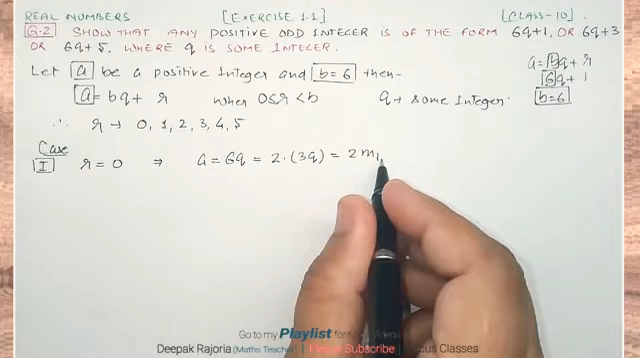 REAL NUMBERS [EXERCISE 1.1] [CLASS-10]
Q.2 SHOW THAT ANY POSITIVE ODD INTEGER IS OF THE FORM 6q+1, OR 6q+3
OR 6q+5, WHERE q IS SOME INTEGER.
Let a be a positive Integer and b=6 then-
a = bq + r wher 0≤r<b q → some Integer.
a = bq + r
6q + 1
b=6
∴ r → 0, 1, 2, 3, 4, 5
Case
I r = 0 ⇒ a = 6q = 2·(3q) = 2m
Go to my Playlist for
Deepak Rajoria (Maths Teacher) | Please Subscribe | Classes